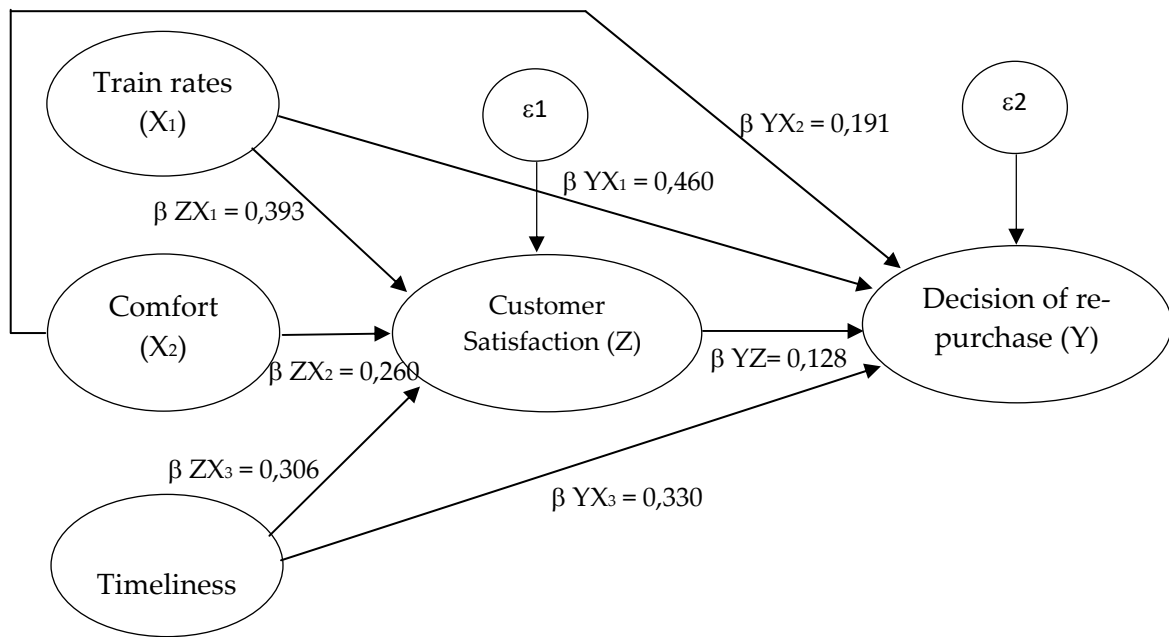 Train rates
(X₁)
ε1
ε2
β YX₂ = 0,191
β YX₁ = 0,460
β ZX₁ = 0,393
Comfort
(X₂)
Customer
Satisfaction (Z)
Decision of re-
purchase (Y)
β ZX₂ = 0,260
β YZ= 0,128
β ZX₃ = 0,306
β YX₃ = 0,330
Timeliness